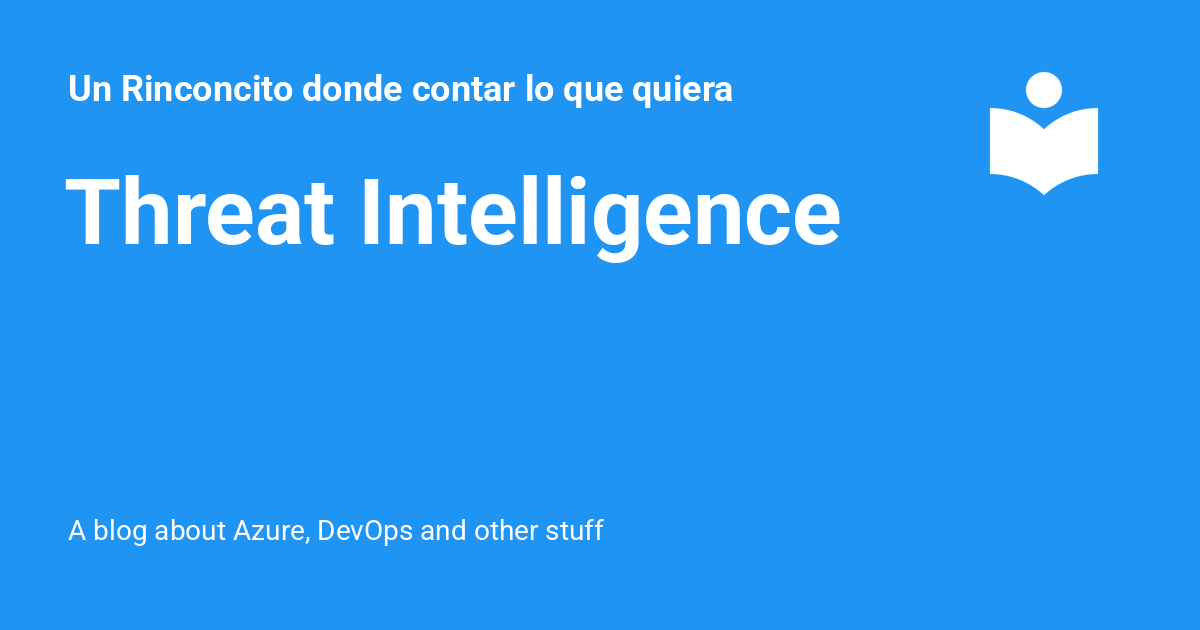 Un Rinconcito donde contar lo que quiera
Threat Intelligence
A blog about Azure, DevOps and other stuff